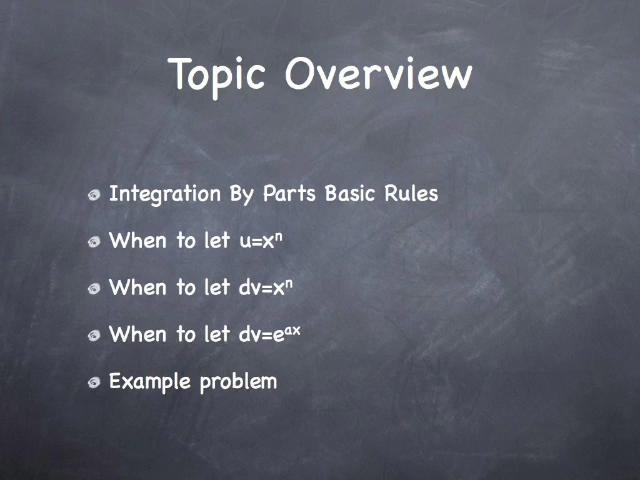 Topic Overview
Integration By Parts Basic Rules
When to let u=xⁿ
When to let dv=xⁿ
When to let dv=eᵃˣ
Example problem